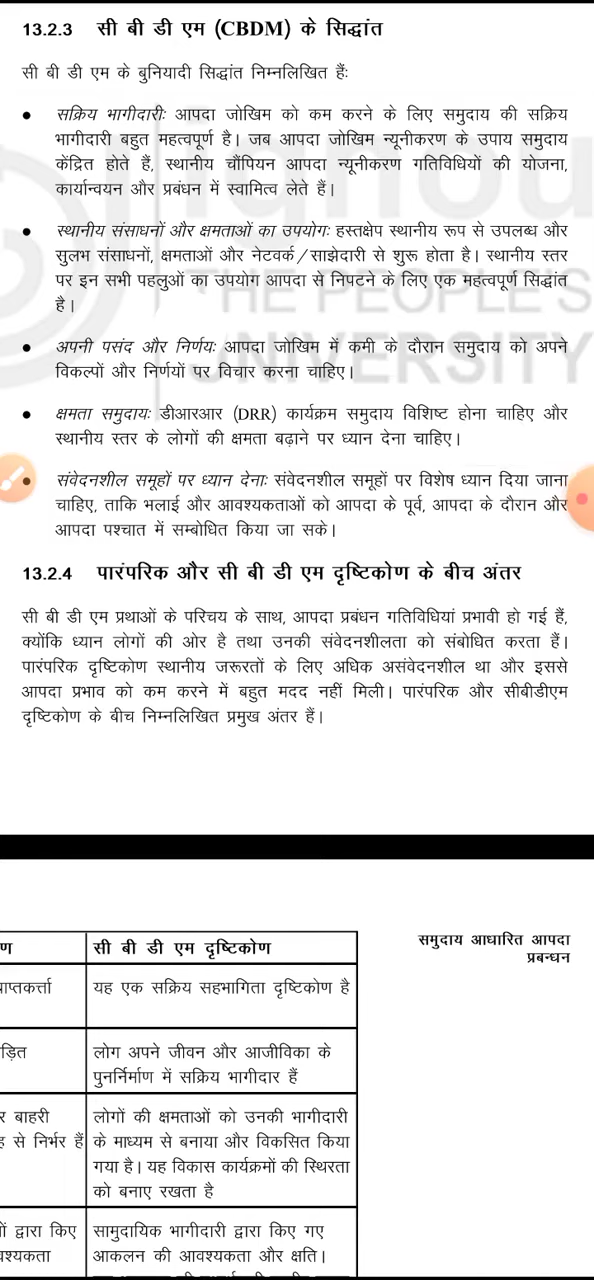 13.2.3 सी बी डी एम (CBDM) के सिद्धांत
सी बी डी एम के बुनियादी सिद्धांत निम्नलिखित हैं:
● सक्रिय भागीदारी: आपदा जोखिम को कम करने के लिए समुदाय की सक्रिय
भागीदारी बहुत महत्वपूर्ण है। जब आपदा जोखिम न्यूनीकरण के उपाय समुदाय
केंद्रित होते हैं, स्थानीय चौंपियन आपदा न्यूनीकरण गतिविधियों की योजना,
कार्यान्वयन और प्रबंधन में स्वामित्व लेते हैं।
● स्थानीय संसाधनों और क्षमताओं का उपयोग: हस्तक्षेप स्थानीय रूप से उपलब्ध और
सुलभ संसाधनों, क्षमताओं और नेटवर्क/साझेदारी से शुरू होता है। स्थानीय स्तर
पर इन सभी पहलुओं का उपयोग आपदा से निपटने के लिए एक महत्वपूर्ण सिद्धांत
है।
● अपनी पसंद और निर्णय: आपदा जोखिम में कमी के दौरान समुदाय को अपने
विकल्पों और निर्णयों पर विचार करना चाहिए।
● क्षमता समुदाय: डीआरआर (DRR) कार्यक्रम समुदाय विशिष्ट होना चाहिए और
स्थानीय स्तर के लोगों की क्षमता बढ़ाने पर ध्यान देना चाहिए।
● संवेदनशील समूहों पर ध्यान देना: संवेदनशील समूहों पर विशेष ध्यान दिया जाना
चाहिए, ताकि भलाई और आवश्यकताओं को आपदा के पूर्व, आपदा के दौरान और
आपदा पश्चात में सम्बोधित किया जा सके।
ignou
THE PEOPLE'S
UNIVERSITY
13.2.4 पारंपरिक और सी बी डी एम दृष्टिकोण के बीच अंतर
सी बी डी एम प्रथाओं के परिचय के साथ, आपदा प्रबंधन गतिविधियां प्रभावी हो गई हैं,
क्योंकि ध्यान लोगों की ओर है तथा उनकी संवेदनशीलता को संबोधित करता हैं।
पारंपरिक दृष्टिकोण स्थानीय जरूरतों के लिए अधिक असंवेदनशील था और इससे
आपदा प्रभाव को कम करने में बहुत मदद नहीं मिली। पारंपरिक और सीबीडीएम
दृष्टिकोण के बीच निम्नलिखित प्रमुख अंतर हैं।
समुदाय आधारित आपदा
प्रबन्धन
ण सी बी डी एम दृष्टिकोण
प्राप्तकर्त्ता यह एक सक्रिय सहभागिता दृष्टिकोण है
ड़ित लोग अपने जीवन और आजीविका के
पुनर्निर्माण में सक्रिय भागीदार हैं
र बाहरी लोगों की क्षमताओं को उनकी भागीदारी
ह से निर्भर हैं के माध्यम से बनाया और विकसित किया
गया है। यह विकास कार्यक्रमों की स्थिरता
को बनाए रखता है
ों द्वारा किए सामुदायिक भागीदारी द्वारा किए गए
वश्यकता आकलन की आवश्यकता और क्षति।